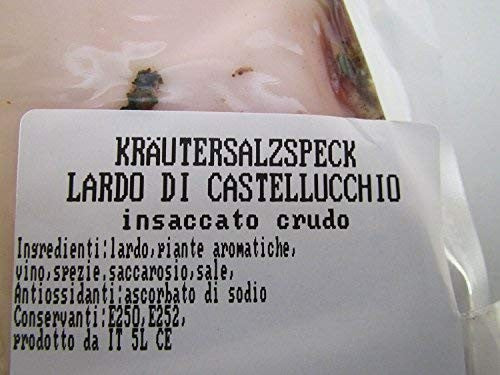 KRÄUTERSALZSPECK
LARDO DI CASTELLUCCHIO
insaccato crudo
Ingredienti:lardo,piante aromatiche,
vino,spezie,saccarosio,sale,
Antiossidanti:ascorbato di sodio
Conservanti:E250,E252,
prodotto da IT 5L CE